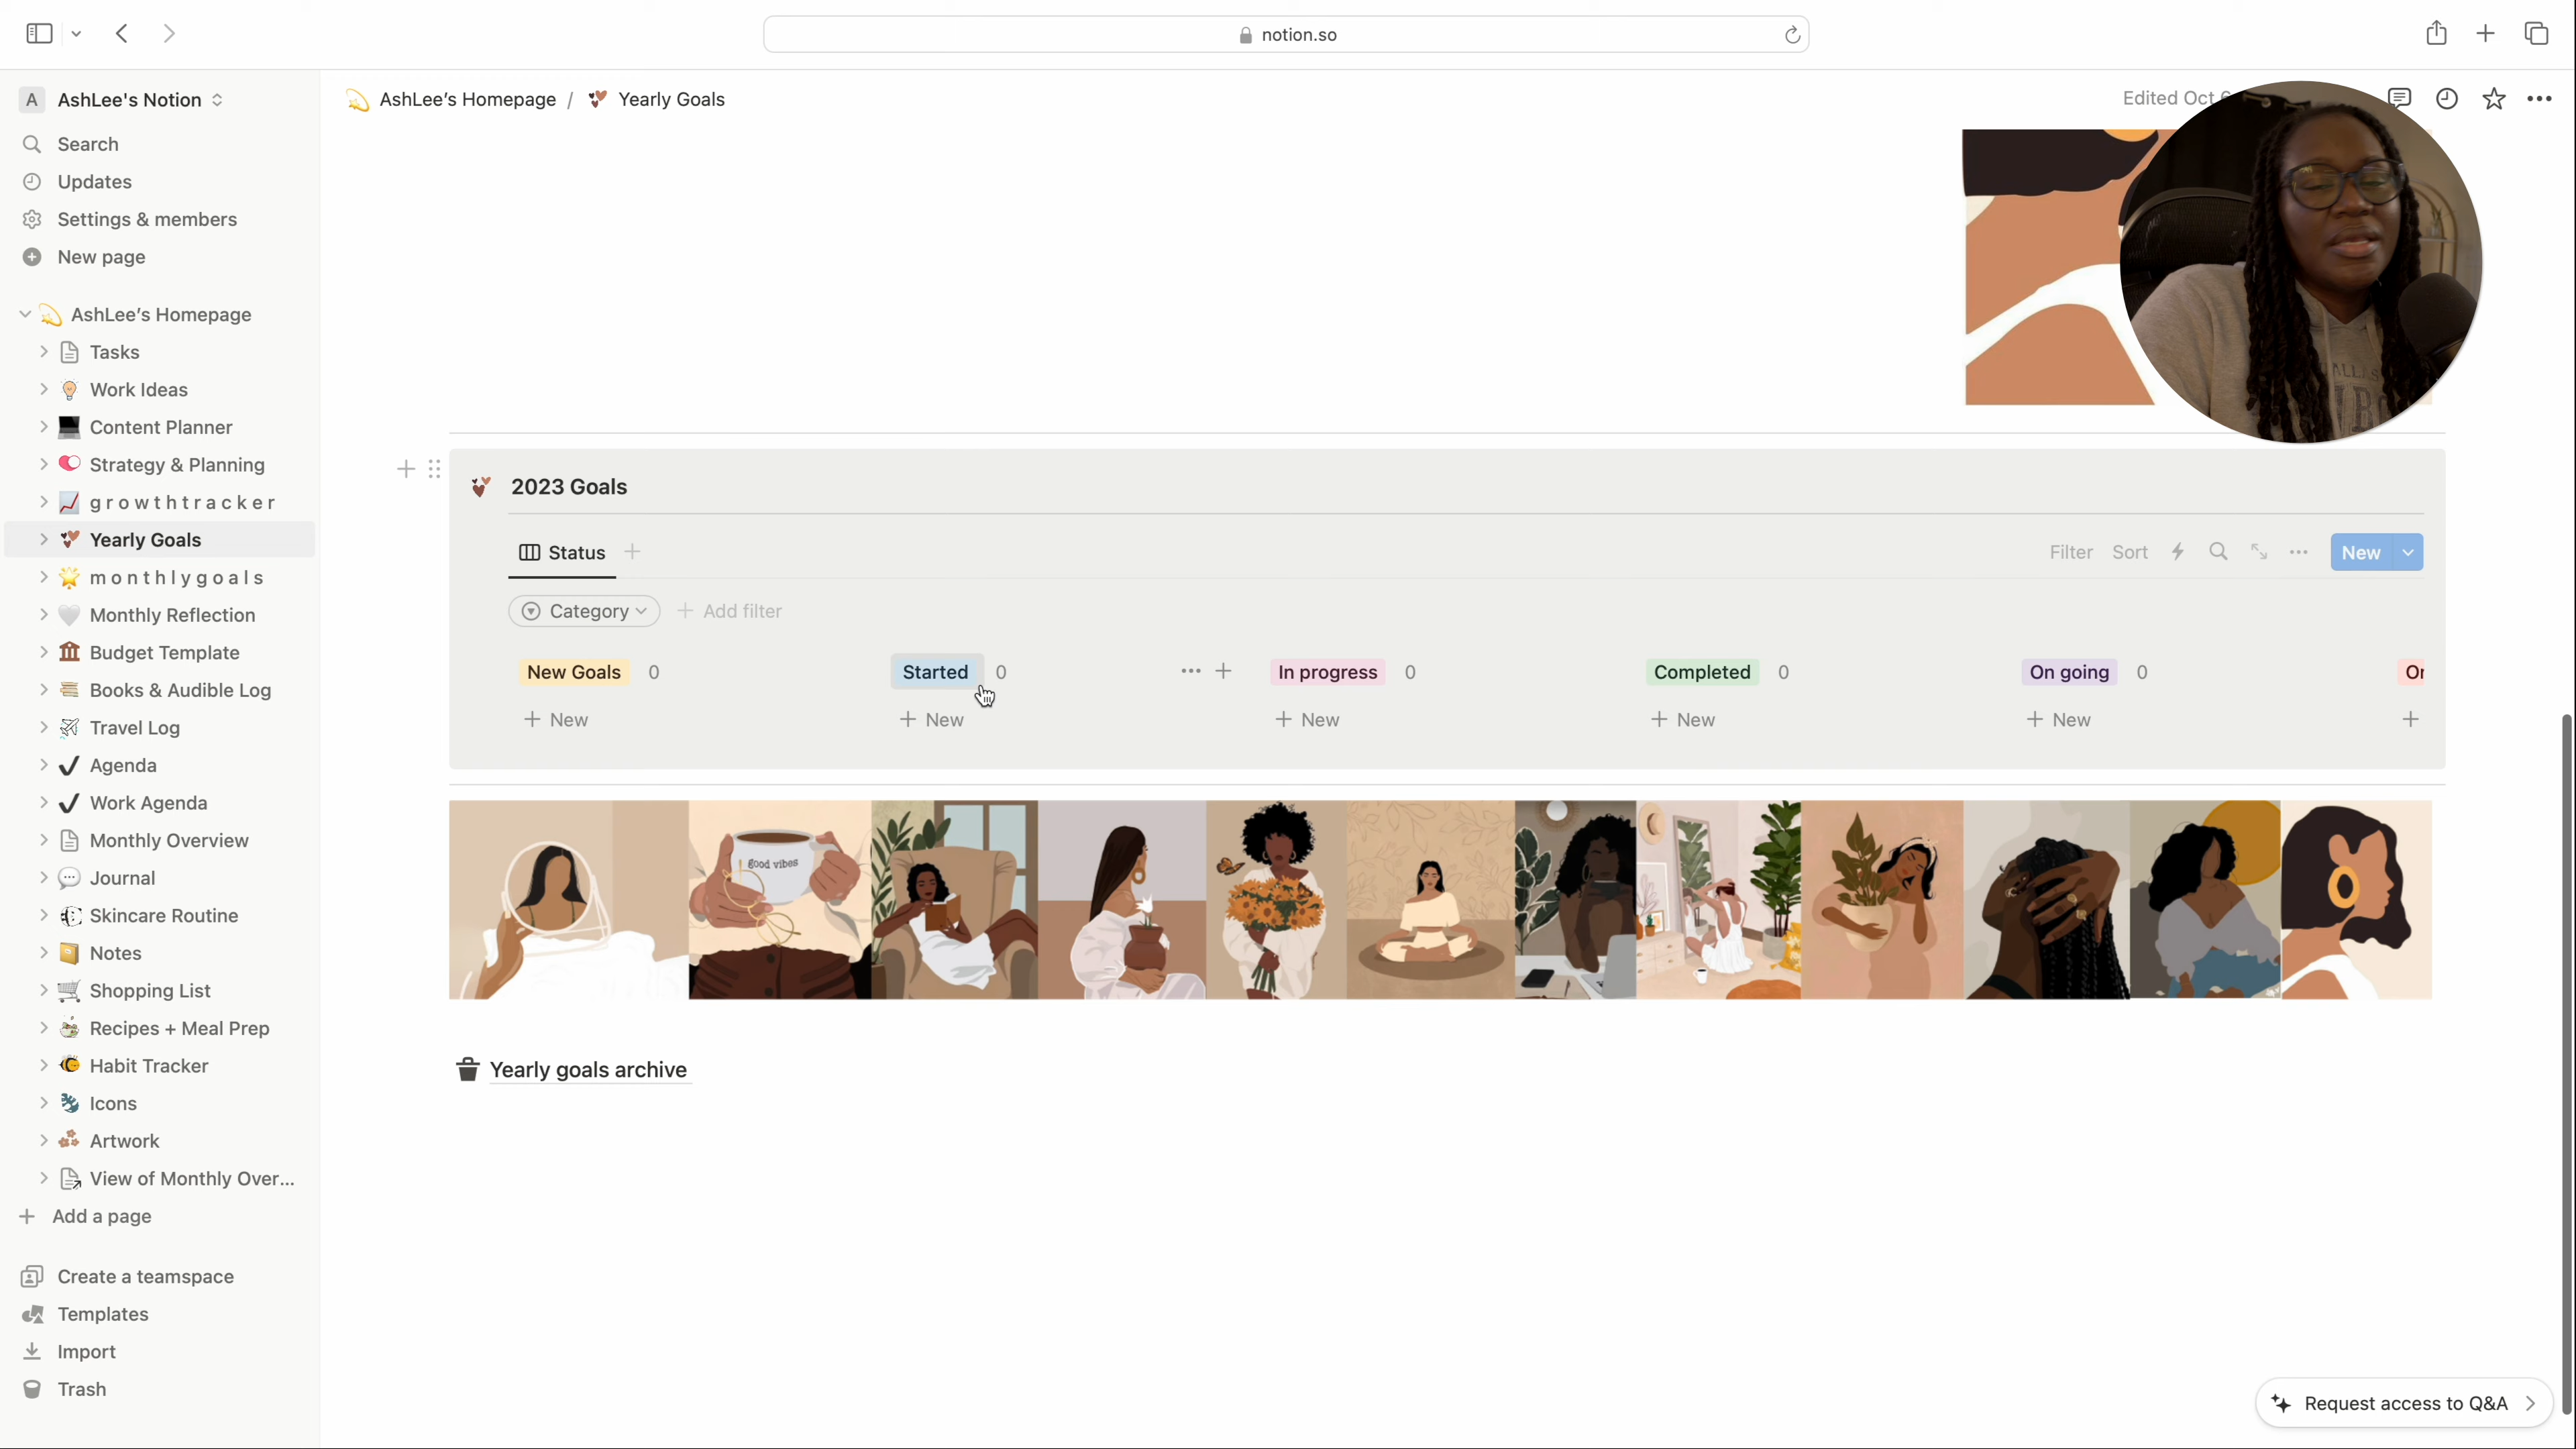 notion.so
A AshLee's Notion
Search
Updates
Settings & members
New page
AshLee's Homepage
Tasks
Work Ideas
Content Planner
Strategy & Planning
g r o w t h t r a c k e r
Yearly Goals
m o n t h l y g o a l s
Monthly Reflection
Budget Template
Books & Audible Log
Travel Log
Agenda
Work Agenda
Monthly Overview
Journal
Skincare Routine
Notes
Shopping List
Recipes + Meal Prep
Habit Tracker
Icons
Artwork
View of Monthly Over...
Add a page
Create a teamspace
Templates
Import
Trash
AshLee's Homepage / Yearly Goals
Edited Oct
2023 Goals
Status
Filter Sort New
Category Add filter
New Goals 0 Started 0 In progress 0 Completed 0 On going 0
New New New New New
good vibes
Yearly goals archive
Request access to Q&A